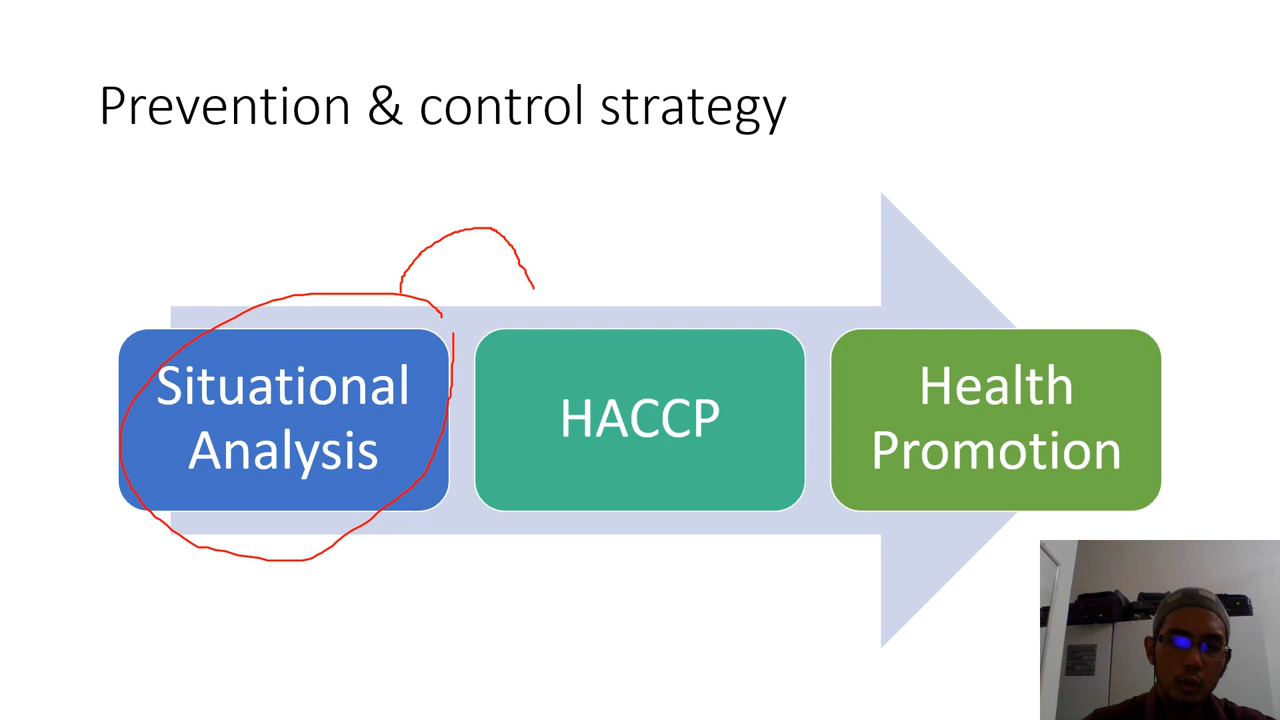 Prevention & control strategy
Situational
Analysis
HACCP
Health
Promotion